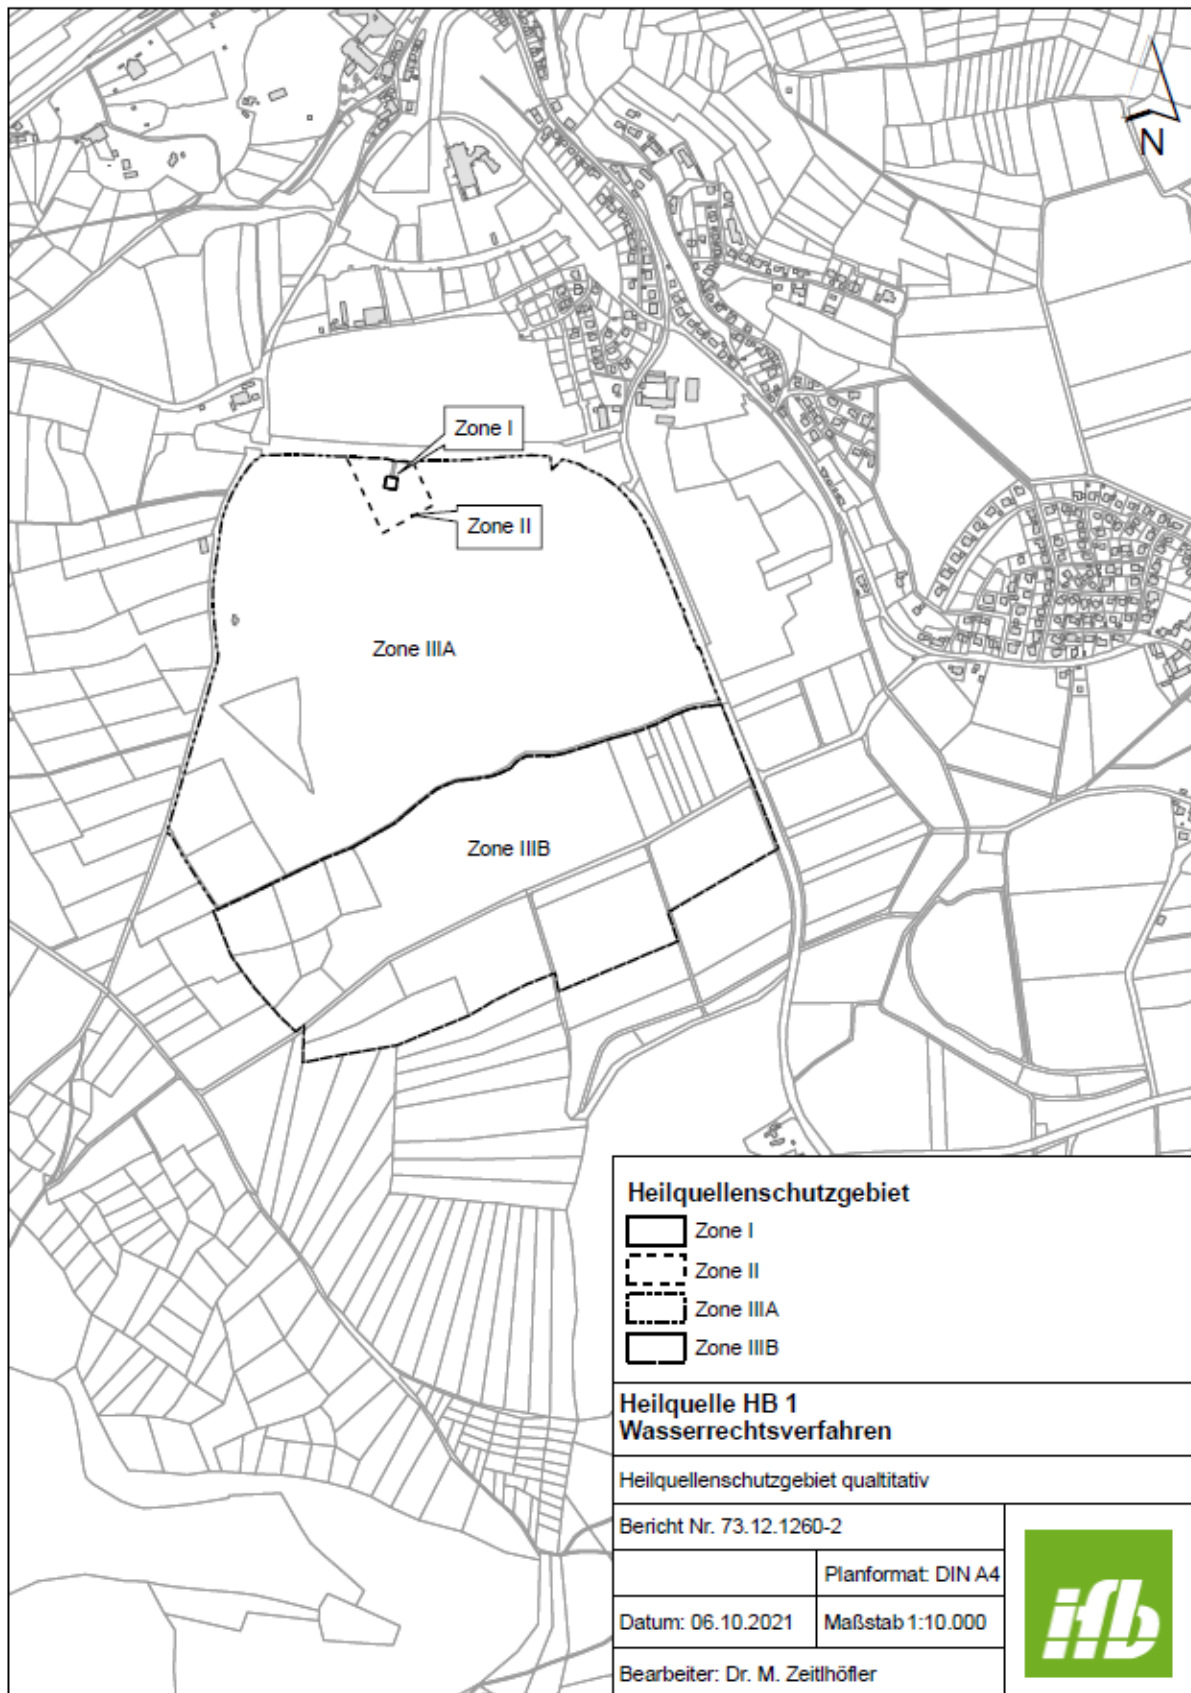 N
Zone I
Zone II
Zone IIIA
Zone IIIB
Heilquellenschutzgebiet
Zone I
Zone II
Zone IIIA
Zone IIIB
Heilquelle HB 1
Wasserrechtsverfahren
Heilquellenschutzgebiet qualtitativ
Bericht Nr. 73.12.1260-2
Planformat: DIN A4
Datum: 06.10.2021
Maßstab 1:10.000
Bearbeiter: Dr. M. Zeitlhöfler
ifb